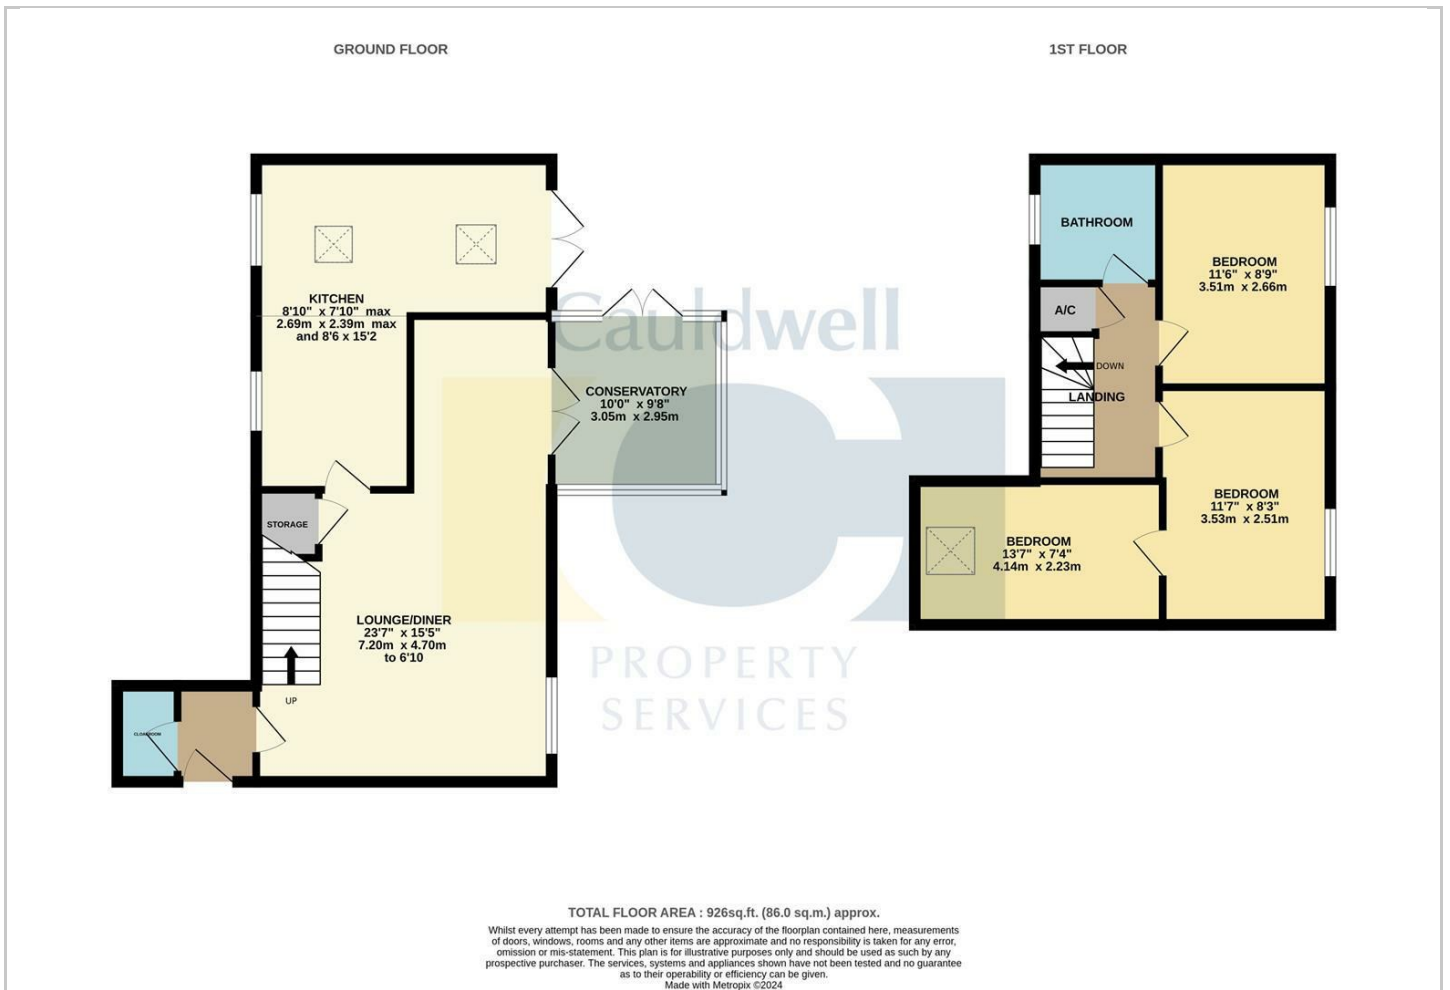 GROUND FLOOR
1ST FLOOR
KITCHEN
8'10" x 7'10" max
2.69m x 2.39m max
and 8'6 x 15'2
Cauldwell
CONSERVATORY
10'0" x 9'8"
3.05m x 2.95m
STORAGE
LOUNGE/DINER
23'7" x 15'5"
7.20m x 4.70m
to 6'10
UP
CLOAKROOM
PROPERTY
SERVICES
BATHROOM
A/C
DOWN
LANDING
BEDROOM
11'6" x 8'9"
3.51m x 2.66m
BEDROOM
11'7" x 8'3"
3.53m x 2.51m
BEDROOM
13'7" x 7'4"
4.14m x 2.23m
TOTAL FLOOR AREA : 926sq.ft. (86.0 sq.m.) approx.
Whilst every attempt has been made to ensure the accuracy of the floorplan contained here, measurements
of doors, windows, rooms and any other items are approximate and no responsibility is taken for any error,
omission or mis-statement. This plan is for illustrative purposes only and should be used as such by any
prospective purchaser. The services, systems and appliances shown have not been tested and no guarantee
as to their operability or efficiency can be given.
Made with Metropix ©2024